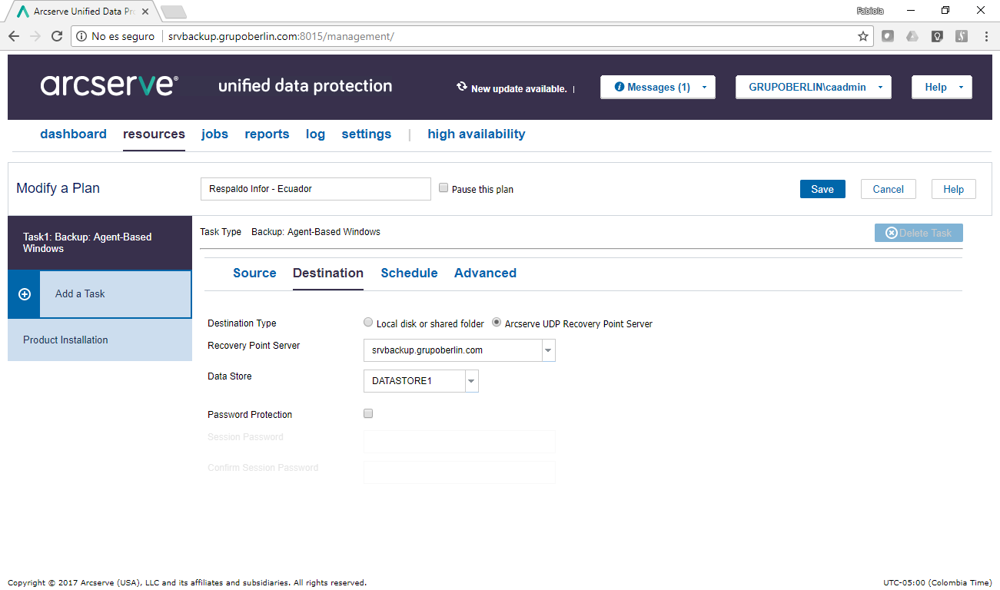 Arcserve Unified Data Pr
Fabiola
No es seguro srvbackup.grupoberlin.com:8015/management/
arcserve® unified data protection New update available. | Messages (1) GRUPOBERLIN\caadmin Help
dashboard resources jobs reports log settings | high availability
Modify a Plan Respaldo Infor - Ecuador Pause this plan Save Cancel Help
Task1: Backup: Agent-Based
Windows
Task Type Backup: Agent-Based Windows Delete Task
Source Destination Schedule Advanced
Add a Task
Product Installation
Destination Type Local disk or shared folder Arcserve UDP Recovery Point Server
Recovery Point Server srvbackup.grupoberlin.com
Data Store DATASTORE1
Password Protection
Session Password
Confirm Session Password
Copyright © 2017 Arcserve (USA), LLC and its affiliates and subsidiaries. All rights reserved. UTC-05:00 (Colombia Time)